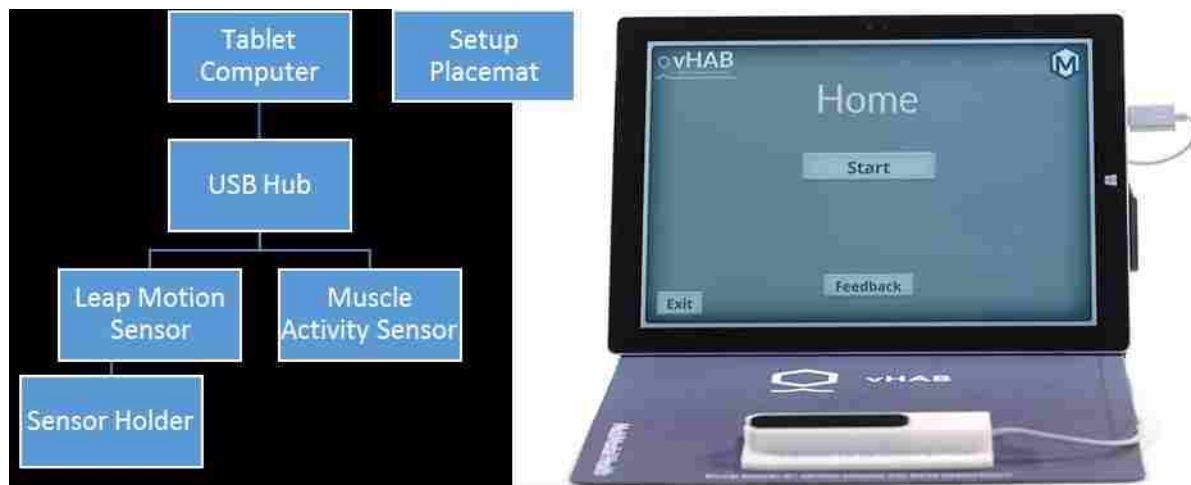 Tablet
Computer
Setup
Placemat
USB Hub
Leap Motion
Sensor
Muscle
Activity Sensor
Sensor Holder
vHAB
M
Home
Start
Feedback
Exit
vHAB